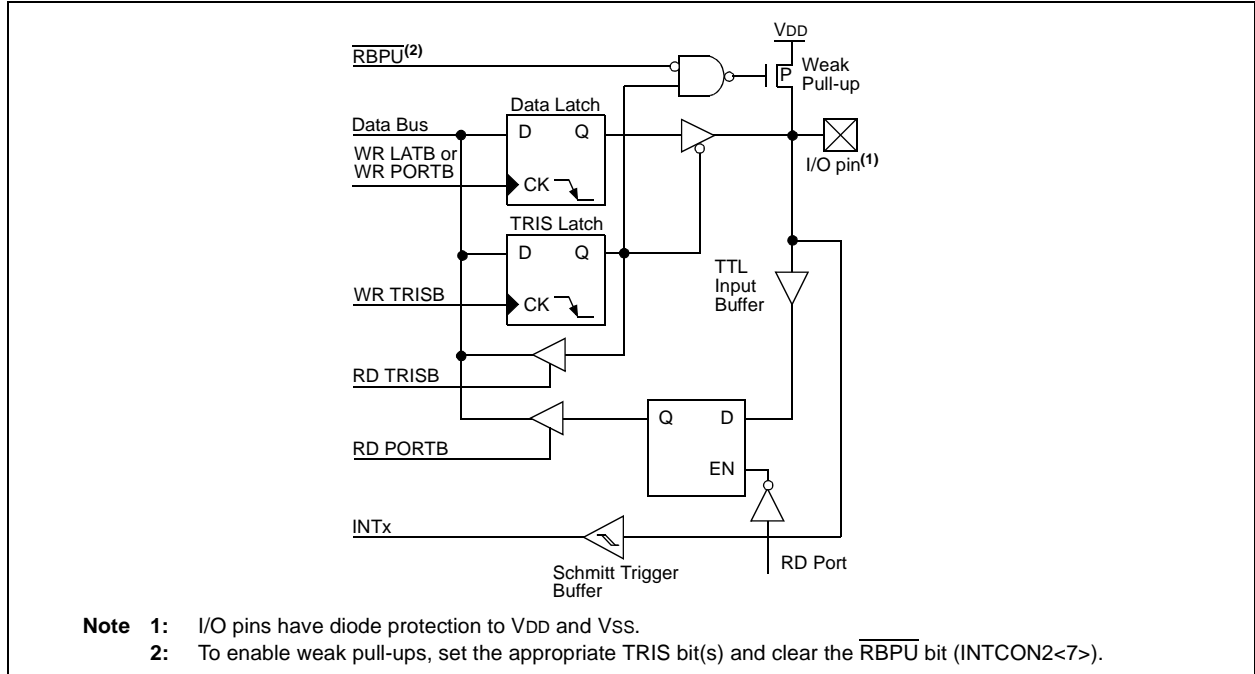 VDD
RBPU(2)
Weak
Pull-up
P
Data Latch
Data Bus
D Q
WR LATB or
WR PORTB
I/O pin(1)
CK
TRIS Latch
D Q
TTL
Input
Buffer
WR TRISB
CK
RD TRISB
Q D
RD PORTB
EN
INTx
RD Port
Schmitt Trigger
Buffer
Note 1: I/O pins have diode protection to VDD and VSS.
2: To enable weak pull-ups, set the appropriate TRIS bit(s) and clear the RBPU bit (INTCON2<7>).